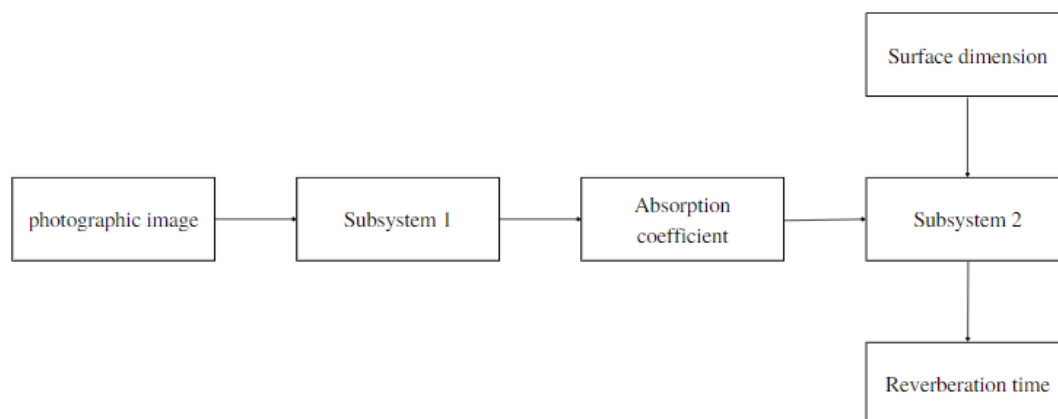 Surface dimension
photographic image
Subsystem 1
Absorption
coefficient
Subsystem 2
Reverberation time